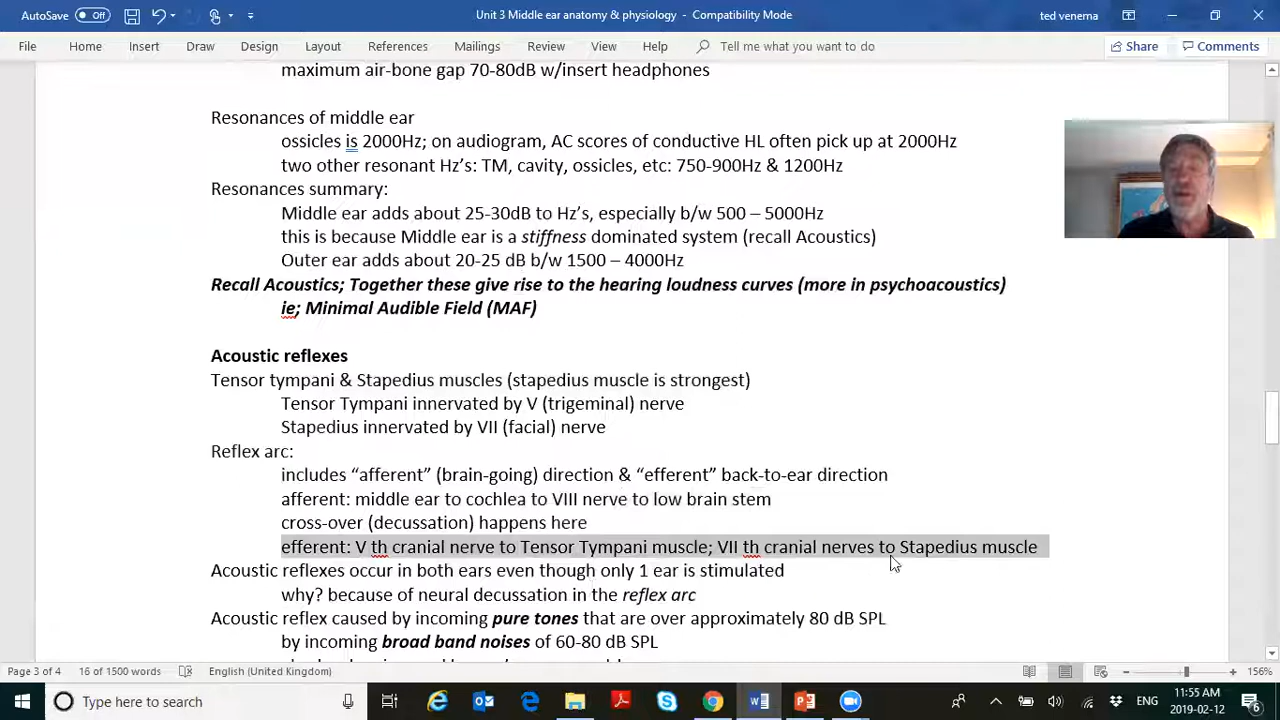 AutoSave Off Unit 3 Middle ear anatomy & physiology - Compatibility Mode ted venema
File Home Insert Draw Design Layout References Mailings Review View Help Tell me what you want to do Share Comments
maximum air-bone gap 70-80dB w/insert headphones
Resonances of middle ear
ossicles is 2000Hz; on audiogram, AC scores of conductive HL often pick up at 2000Hz
two other resonant Hz's: TM, cavity, ossicles, etc: 750-900Hz & 1200Hz
Resonances summary:
Middle ear adds about 25-30dB to Hz's, especially b/w 500 – 5000Hz
this is because Middle ear is a stiffness dominated system (recall Acoustics)
Outer ear adds about 20-25 dB b/w 1500 – 4000Hz
Recall Acoustics; Together these give rise to the hearing loudness curves (more in psychoacoustics)
ie; Minimal Audible Field (MAF)
Acoustic reflexes
Tensor tympani & Stapedius muscles (stapedius muscle is strongest)
Tensor Tympani innervated by V (trigeminal) nerve
Stapedius innervated by VII (facial) nerve
Reflex arc:
includes “afferent” (brain-going) direction & “efferent” back-to-ear direction
afferent: middle ear to cochlea to VIII nerve to low brain stem
cross-over (decussation) happens here
efferent: V th cranial nerve to Tensor Tympani muscle; VII th cranial nerves to Stapedius muscle
Acoustic reflexes occur in both ears even though only 1 ear is stimulated
why? because of neural decussation in the reflex arc
Acoustic reflex caused by incoming pure tones that are over approximately 80 dB SPL
by incoming broad band noises of 60-80 dB SPL
Page 3 of 4 16 of 1500 words English (United Kingdom) 156%
Type here to search ENG 11:55 AM
2019-02-12 6